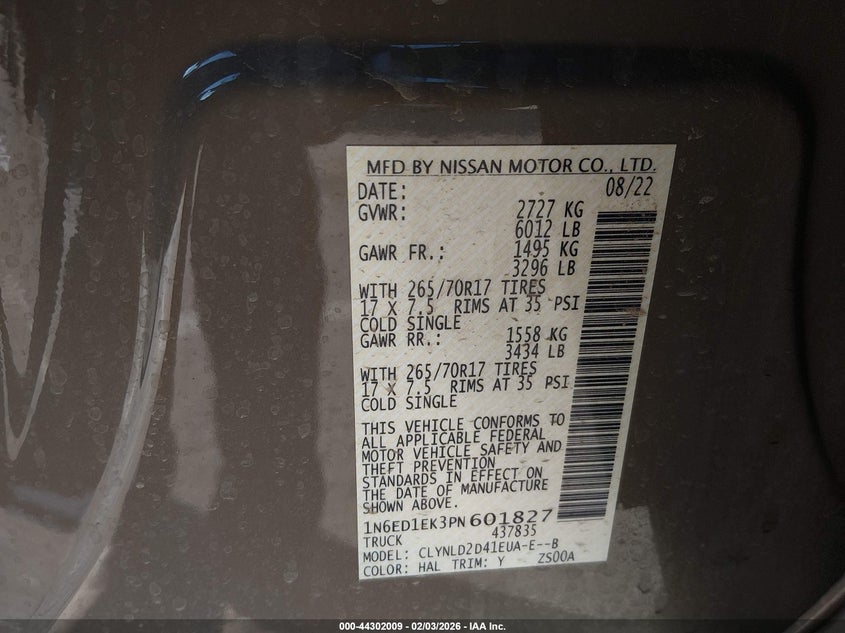 MFD BY NISSAN MOTOR CO., LTD.
DATE: 08/22
GVWR: 2727 KG
6012 LB
GAWR FR.: 1495 KG
3296 LB
WITH 265/70R17 TIRES
17 X 7.5 RIMS AT 35 PSI
COLD SINGLE
GAWR RR.: 1558 KG
3434 LB
WITH 265/70R17 TIRES
17 X 7.5 RIMS AT 35 PSI
COLD SINGLE
THIS VEHICLE CONFORMS TO
ALL APPLICABLE FEDERAL
MOTOR VEHICLE SAFETY AND
THEFT PREVENTION
STANDARDS IN EFFECT ON
THE DATE OF MANUFACTURE
SHOWN ABOVE.
1N6ED1EK3PN601827
TRUCK 437835
MODEL: CLYNLD2D41EUA-E--B
COLOR: HAL TRIM: Y ZS00A
000-44302009 - 02/03/2026 - IAA Inc.